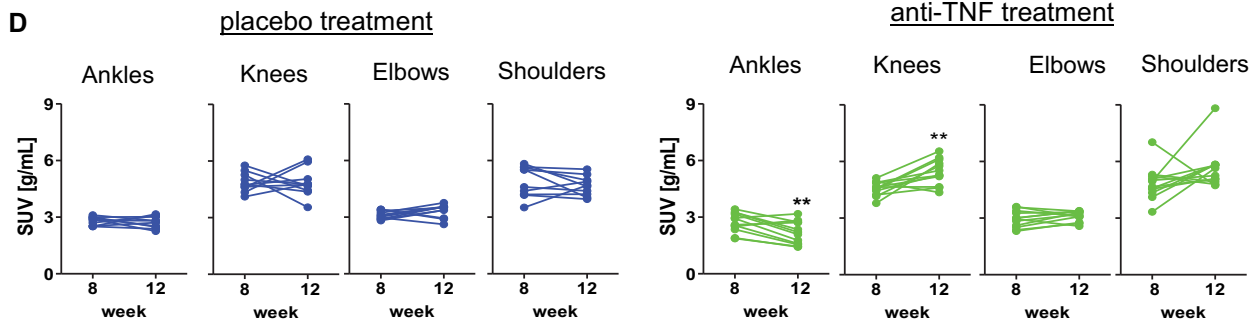 D
placebo treatment
anti-TNF treatment
Ankles
Knees
Elbows
Shoulders
Ankles
Knees
Elbows
Shoulders
SUV [g/mL]
9
6
3
0
8 12
week
8 12
week
8 12
week
8 12
week
SUV [g/mL]
9
6
3
0
**
8 12
week
**
8 12
week
8 12
week
8 12
week